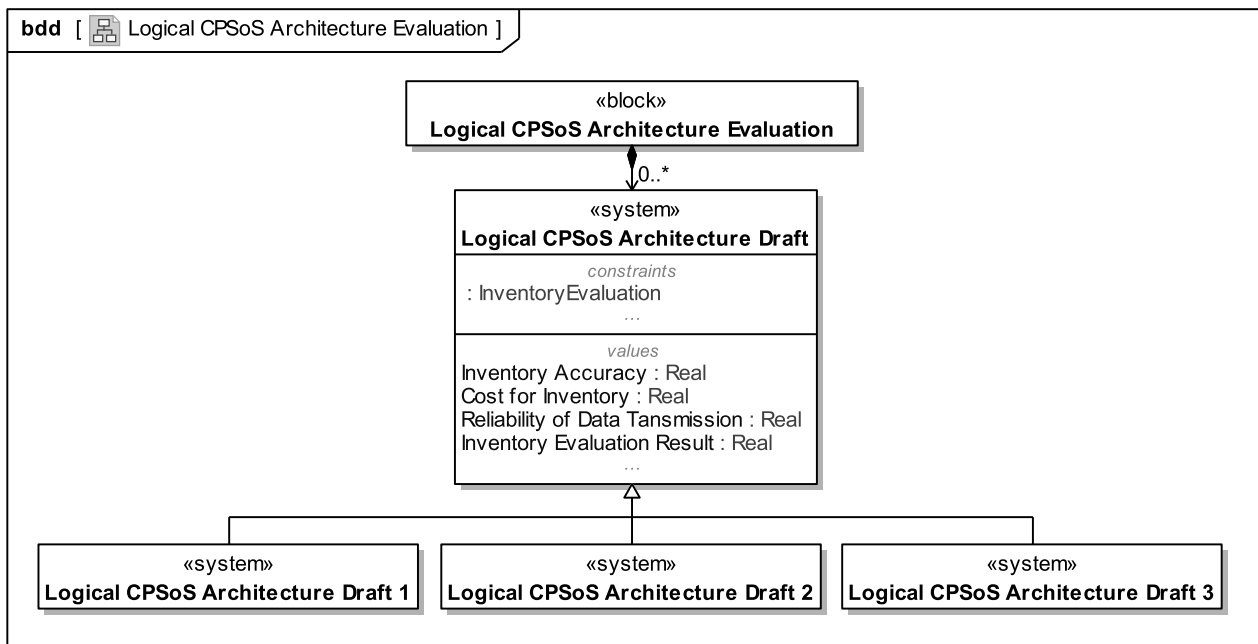 bdd [ Logical CPSoS Architecture Evaluation ]
«block»
Logical CPSoS Architecture Evaluation
0..*
«system»
Logical CPSoS Architecture Draft
constraints
: InventoryEvaluation
...
values
Inventory Accuracy : Real
Cost for Inventory : Real
Reliability of Data Tansmission : Real
Inventory Evaluation Result : Real
...
«system»
Logical CPSoS Architecture Draft 1
«system»
Logical CPSoS Architecture Draft 2
«system»
Logical CPSoS Architecture Draft 3